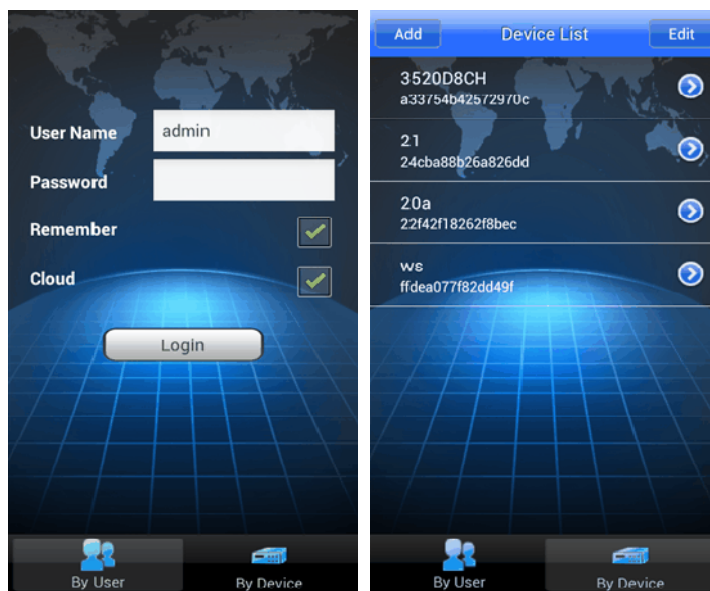 User Name
admin
Password
Remember
Cloud
Login
By User
By Device
Add
Device List
Edit
3520D8CH
a33754b42572970c
21
24cba88b26a826dd
20a
22f42f18262f8bec
we
ffdea077f82dd49f
By User
By Device